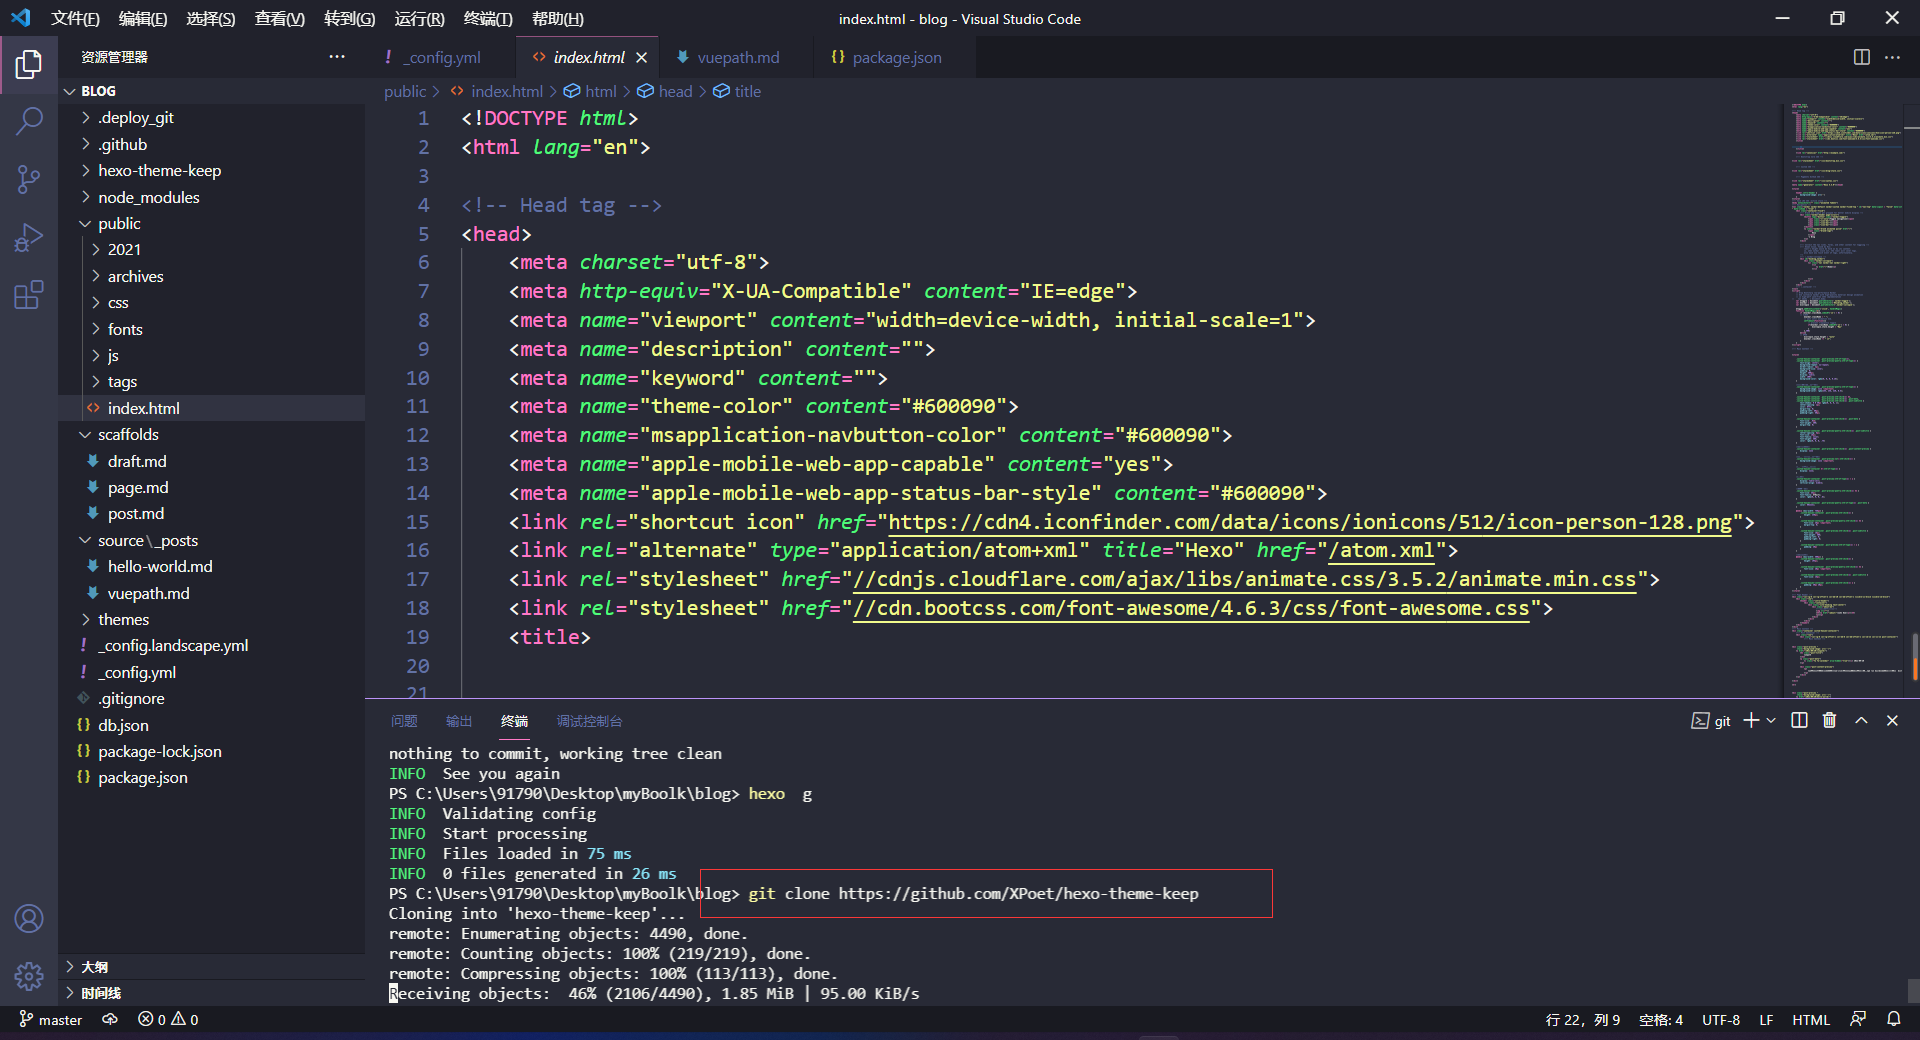 文件(F) 编辑(E) 选择(S) 查看(V) 转到(G) 运行(R) 终端(T) 帮助(H) index.html - blog - Visual Studio Code
资源管理器
BLOG
.deploy_git
.github
hexo-theme-keep
node_modules
public
2021
archives
css
fonts
js
tags
index.html
scaffolds
draft.md
page.md
post.md
source\_posts
hello-world.md
vuepath.md
themes
_config.landscape.yml
_config.yml
.gitignore
db.json
package-lock.json
package.json
大纲
时间线
_config.yml index.html vuepath.md package.json
public > index.html > html > head > title
1 <!DOCTYPE html>
2 <html lang="en">
3
4 <!-- Head tag -->
5 <head>
6 <meta charset="utf-8">
7 <meta http-equiv="X-UA-Compatible" content="IE=edge">
8 <meta name="viewport" content="width=device-width, initial-scale=1">
9 <meta name="description" content="">
10 <meta name="keyword" content="">
11 <meta name="theme-color" content="#600090">
12 <meta name="msapplication-navbutton-color" content="#600090">
13 <meta name="apple-mobile-web-app-capable" content="yes">
14 <meta name="apple-mobile-web-app-status-bar-style" content="#600090">
15 <link rel="shortcut icon" href="https://cdn4.iconfinder.com/data/icons/ionicons/512/icon-person-128.png">
16 <link rel="alternate" type="application/atom+xml" title="Hexo" href="/atom.xml">
17 <link rel="stylesheet" href="//cdnjs.cloudflare.com/ajax/libs/animate.css/3.5.2/animate.min.css">
18 <link rel="stylesheet" href="//cdn.bootcss.com/font-awesome/4.6.3/css/font-awesome.css">
19 <title>
20
21
问题 输出 终端 调试控制台 git
nothing to commit, working tree clean
INFO See you again
PS C:\Users\91790\Desktop\myBoolk\blog> hexo g
INFO Validating config
INFO Start processing
INFO Files loaded in 75 ms
INFO 0 files generated in 26 ms
PS C:\Users\91790\Desktop\myBoolk\blog> git clone https://github.com/XPoet/hexo-theme-keep
Cloning into 'hexo-theme-keep'...
remote: Enumerating objects: 4490, done.
remote: Counting objects: 100% (219/219), done.
remote: Compressing objects: 100% (113/113), done.
Receiving objects: 46% (2106/4490), 1.85 MiB | 95.00 KiB/s
master 0 0 行 22，列 9 空格: 4 UTF-8 LF HTML